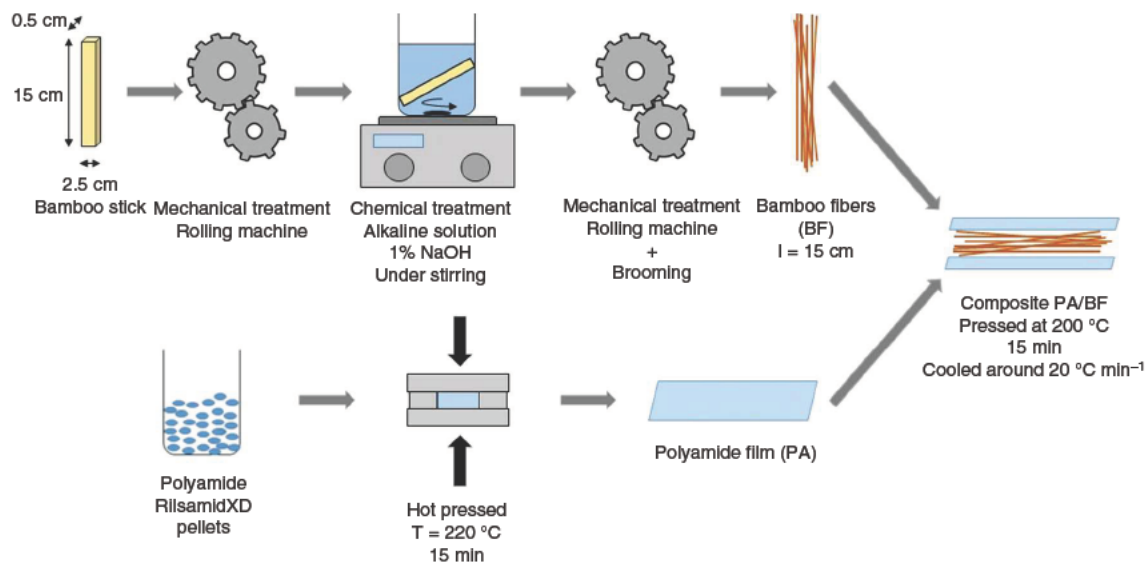 0.5 cm
15 cm
2.5 cm
Bamboo stick
Mechanical treatment
Rolling machine
Chemical treatment
Alkaline solution
1% NaOH
Under stirring
Mechanical treatment
Rolling machine
+
Brooming
Bamboo fibers
(BF)
l = 15 cm
Composite PA/BF
Pressed at 200 °C
15 min
Cooled around 20 °C min⁻¹
Polyamide
RilsamidXD
pellets
Hot pressed
T = 220 °C
15 min
Polyamide film (PA)